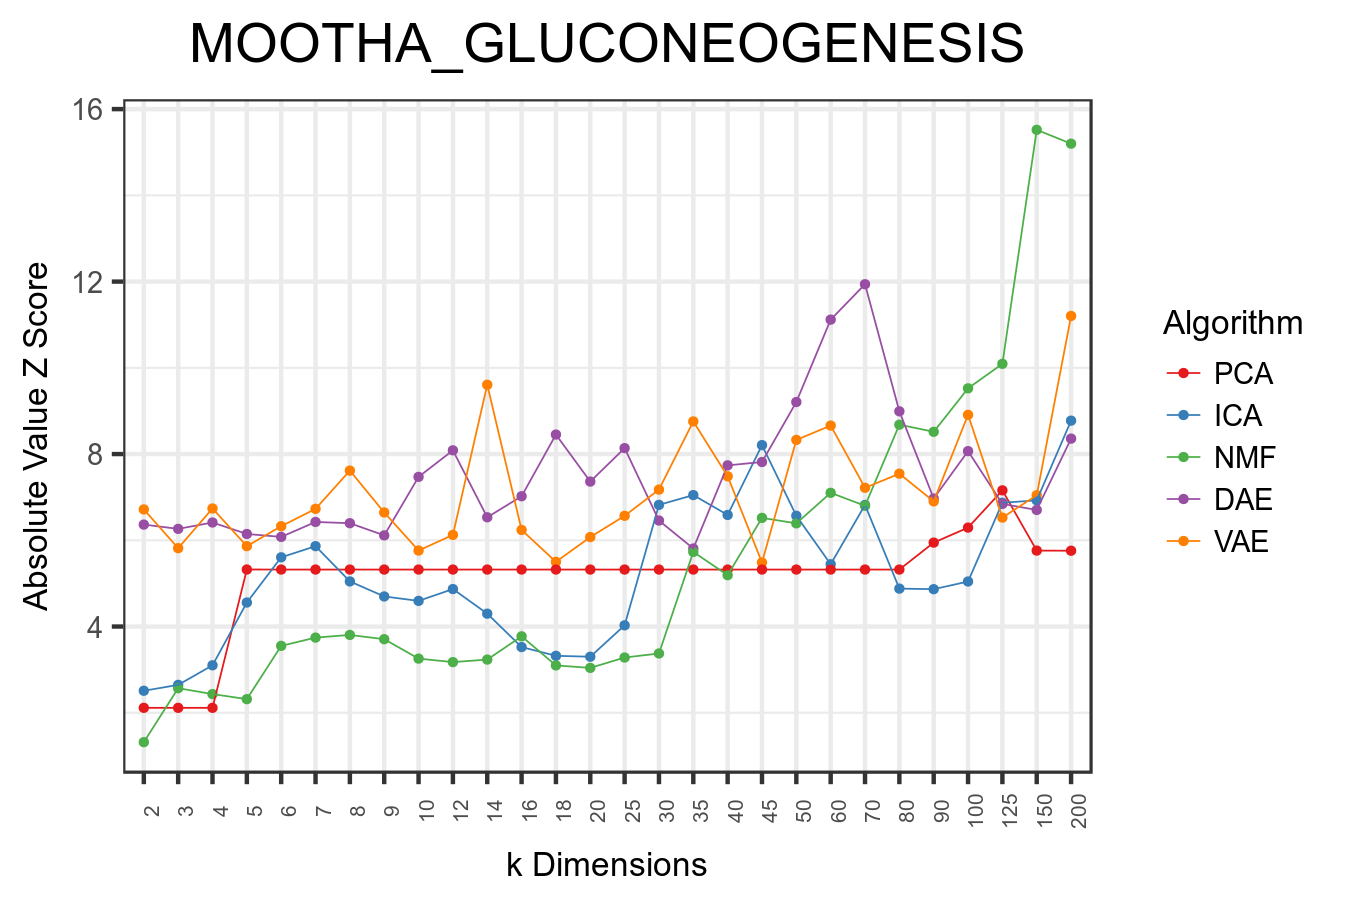 MOOTHA_GLUCONEOGENESIS
Absolute Value Z Score
16
12
8
4
2 3 4 5 6 7 8 9 10 12 14 16 18 20 25 30 35 40 45 50 60 70 80 90 100 125 150 200
k Dimensions
Algorithm
PCA
ICA
NMF
DAE
VAE